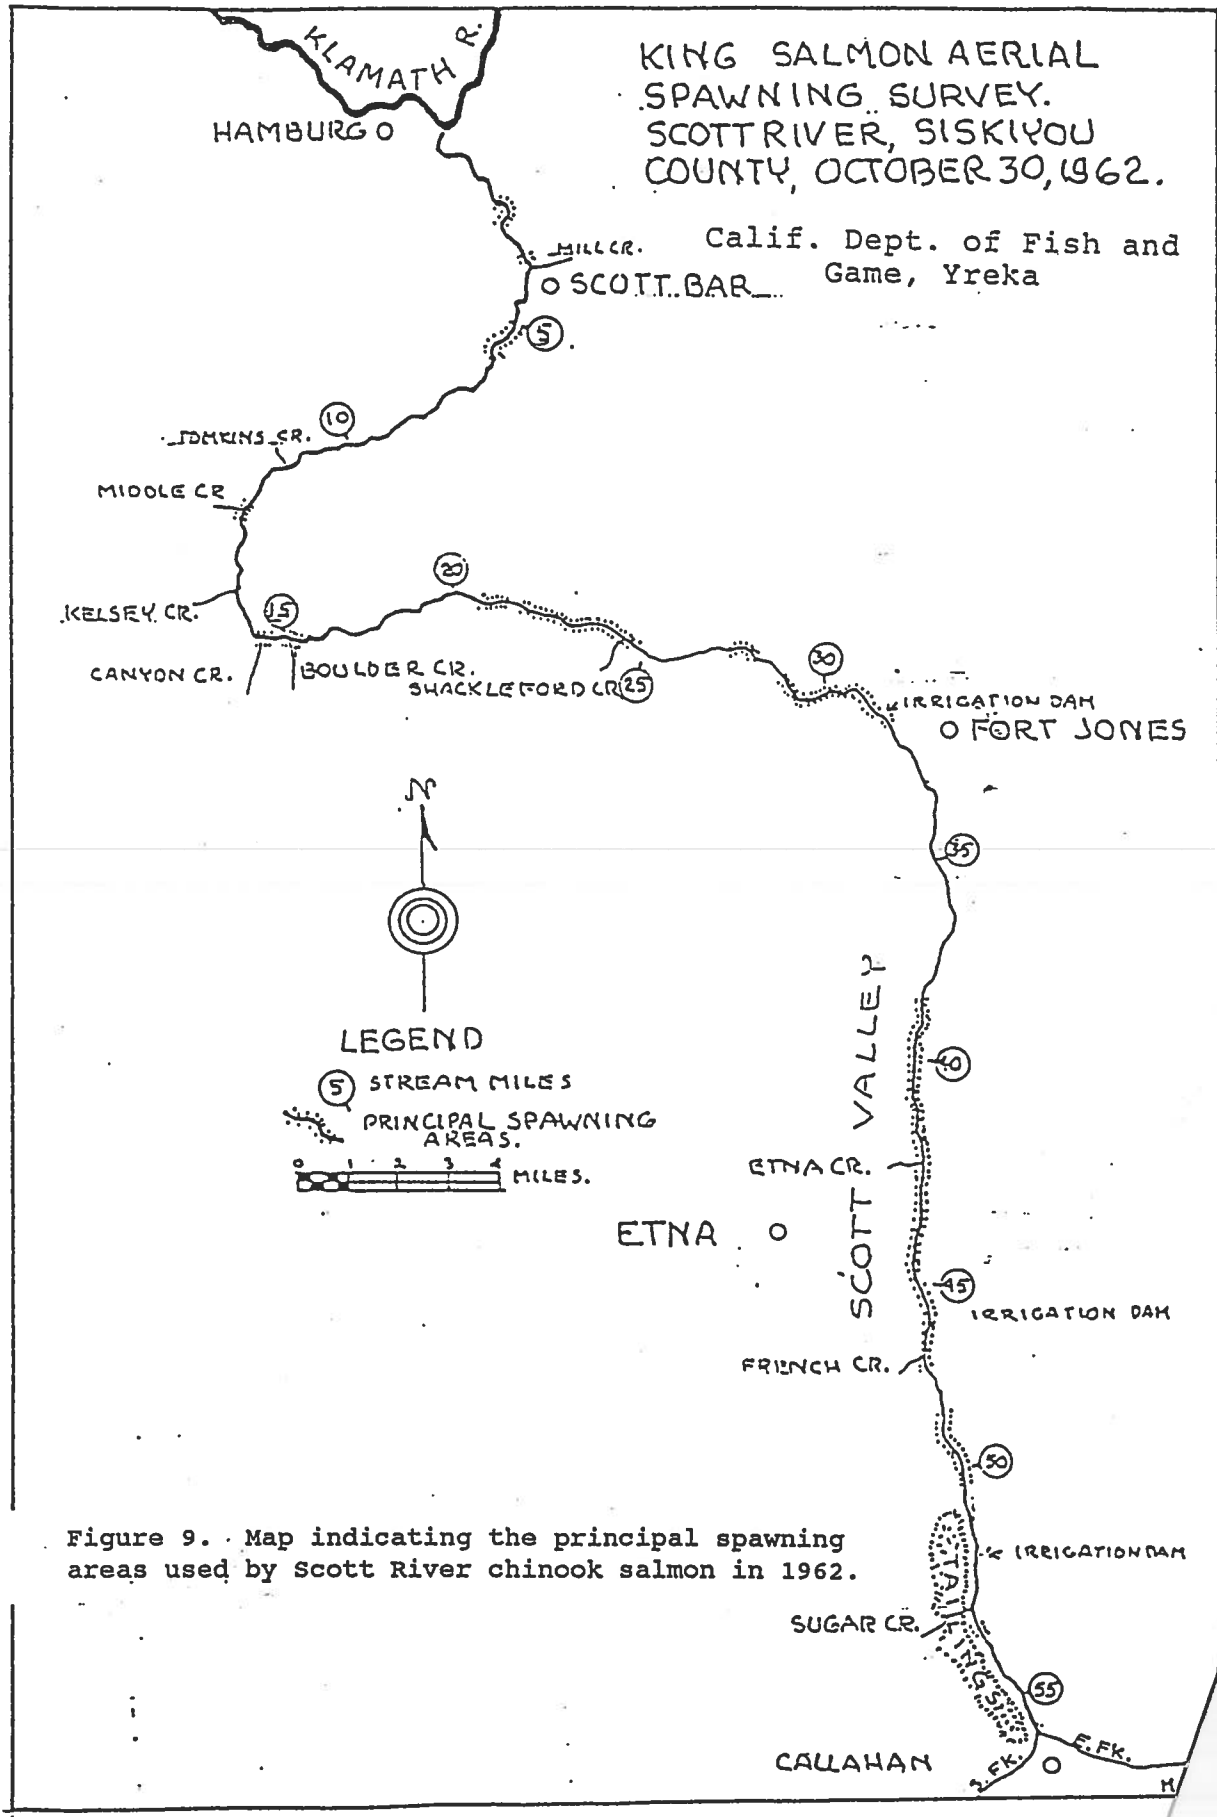 KLAMATH R.
HAMBURG
KING SALMON AERIAL
SPAWNING SURVEY.
SCOTT RIVER, SISKIYOU
COUNTY, OCTOBER 30, 1962.
Calif. Dept. of Fish and
Game, Yreka
MILL CR.
SCOTT BAR
5
10
TOMKINS CR.
MIDDLE CR
20
KELSEY CR.
15
CANYON CR.
BOULDER CR.
SHACKLEFORD CR
25
30
IRRIGATION DAM
FORT JONES
N
35
SCOTT VALLEY
LEGEND
5 STREAM MILES
PRINCIPAL SPAWNING
AREAS.
0 1 2 3 4
MILES.
40
ETNA CR.
ETNA
45
IRRIGATION DAM
FRENCH CR.
50
Figure 9. Map indicating the principal spawning
areas used by Scott River chinook salmon in 1962.
IRRIGATION DAM
TAILINGS
SUGAR CR.
55
CALLAHAN
S. FK.
E. FK.
M